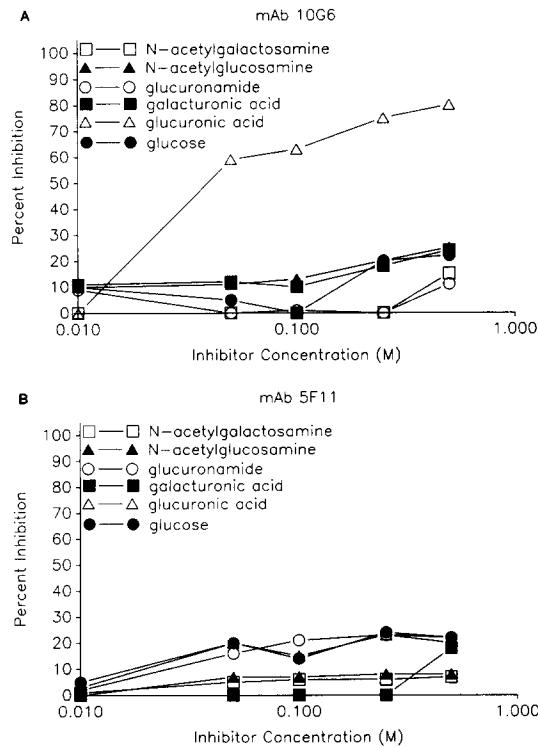 A
mAb 10G6
Percent Inhibition
100
90
80
70
60
50
40
30
20
10
0
N-acetylgalactosamine
N-acetylglucosamine
glucuronamide
galacturonic acid
glucuronic acid
glucose
0.010
0.100
1.000
Inhibitor Concentration (M)
B
mAb 5F11
Percent Inhibition
100
90
80
70
60
50
40
30
20
10
0
N-acetylgalactosamine
N-acetylglucosamine
glucuronamide
galacturonic acid
glucuronic acid
glucose
0.010
0.100
1.000
Inhibitor Concentration (M)